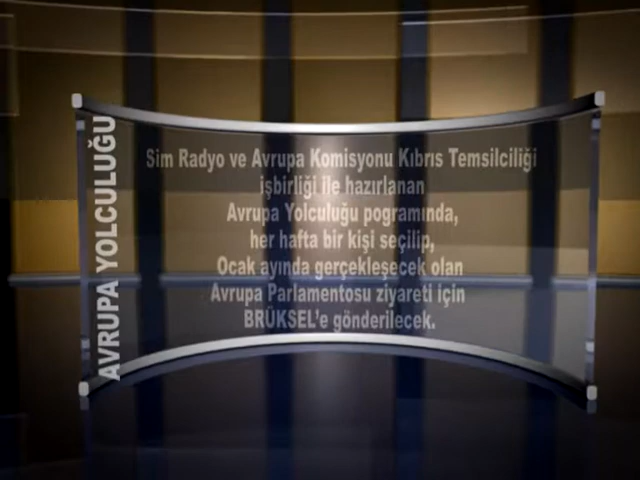 AVRUPA YOLCULUĞU
Sim Radyo ve Avrupa Komisyonu Kıbrıs Temsilciliği
işbirliği ile hazırlanan
Avrupa Yolculuğu pogramında,
her hafta bir kişi seçilip,
Ocak ayında gerçekleşecek olan
Avrupa Parlamentosu ziyareti için
BRÜKSEL'e gönderilecek.